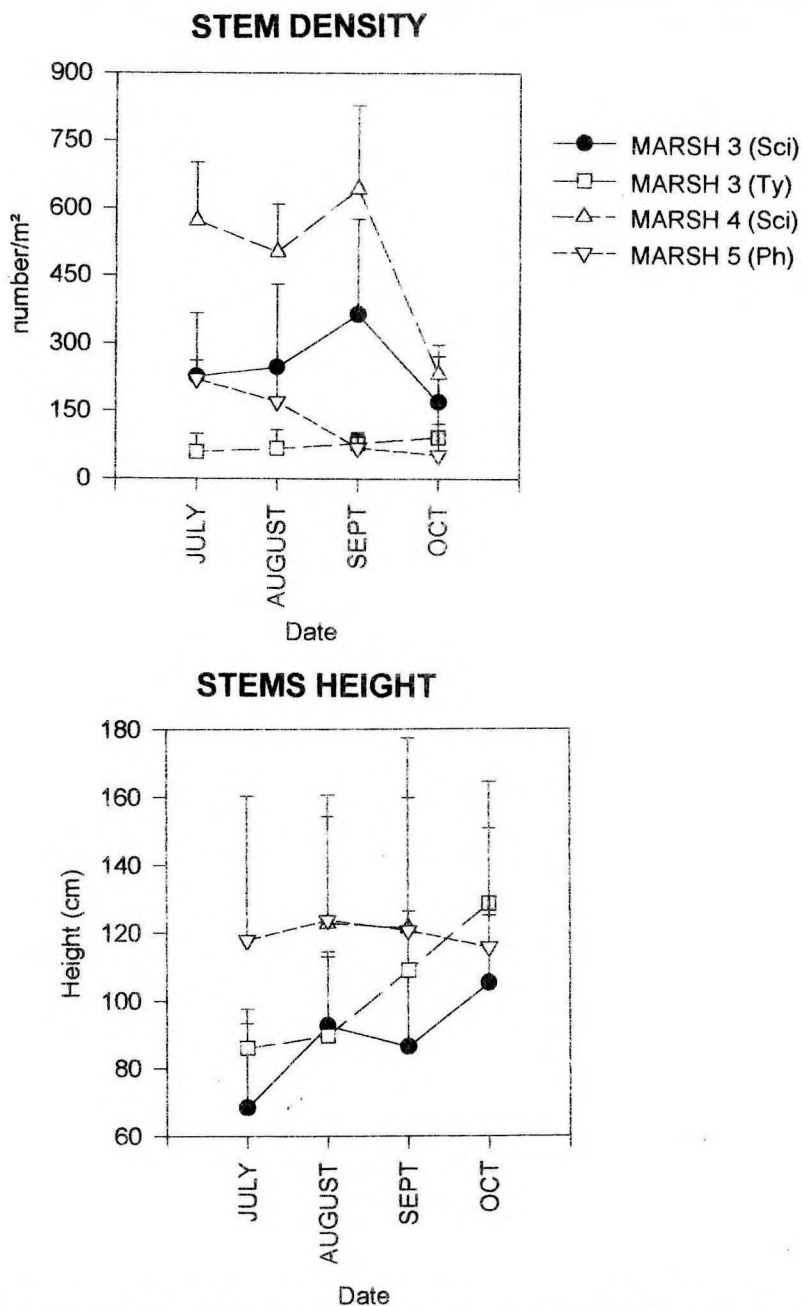 STEM DENSITY
900
750
600
450
300
150
0
number/m²
JULY
AUGUST
SEPT
OCT
Date
MARSH 3 (Sci)
MARSH 3 (Ty)
MARSH 4 (Sci)
MARSH 5 (Ph)
STEMS HEIGHT
180
160
140
120
100
80
60
Height (cm)
JULY
AUGUST
SEPT
OCT
Date